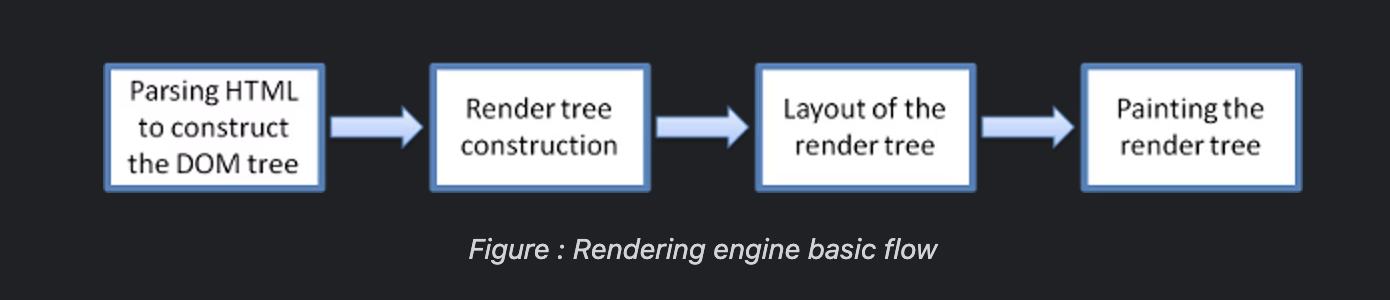 Parsing HTML
to construct
the DOM tree
Render tree
construction
Layout of the
render tree
Painting the
render tree
Figure : Rendering engine basic flow